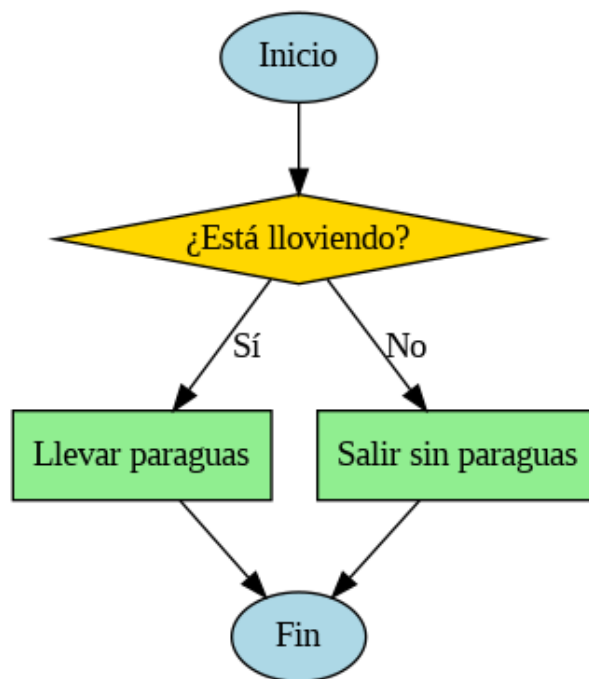 Inicio
¿Está lloviendo?
Sí
No
Llevar paraguas
Salir sin paraguas
Fin